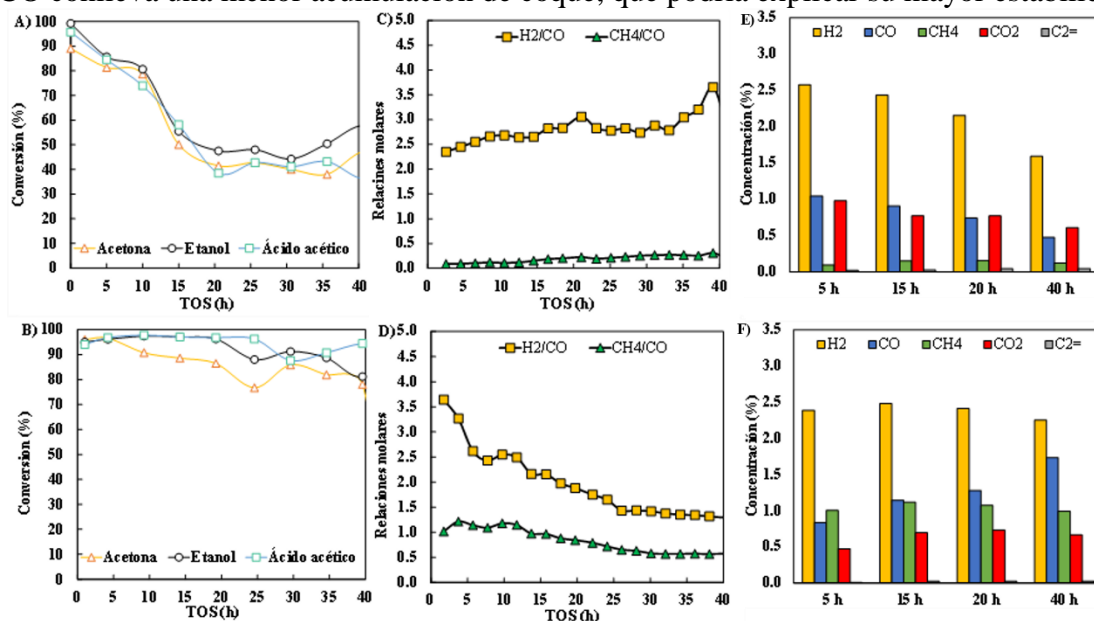 CO conlleva una menor acumulación de coque, que podría explicar su mayor
A)
100
90
80
70
60
50
40
30
20
10
0
Conversión (%)
Acetona Etanol Ácido acético
0 5 10 15 20 25 30 35 40
TOS (h)
C)
5.0
4.5
4.0
3.5
3.0
2.5
2.0
1.5
1.0
0.5
0.0
Relacines molares
H2/CO CH4/CO
0 5 10 15 20 25 30 35 40
TOS (h)
E)
3.5
3.0
2.5
2.0
1.5
1.0
0.5
0.0
Concentración (%)
H2 CO CH4 CO2 C2=
5 h 15 h 20 h 40 h
B)
100
90
80
70
60
50
40
30
20
10
0
Conversión (%)
Acetona Etanol Ácido acético
0 5 10 15 20 25 30 35 40
TOS (h)
D)
5.0
4.5
4.0
3.5
3.0
2.5
2.0
1.5
1.0
0.5
0.0
Relaciones molares
H2/CO CH4/CO
0 5 10 15 20 25 30 35 40
TOS (h)
F)
3.5
3.0
2.5
2.0
1.5
1.0
0.5
0.0
Concentración (%)
H2 CO CH4 CO2 C2=
5 h 15 h 20 h 40 h